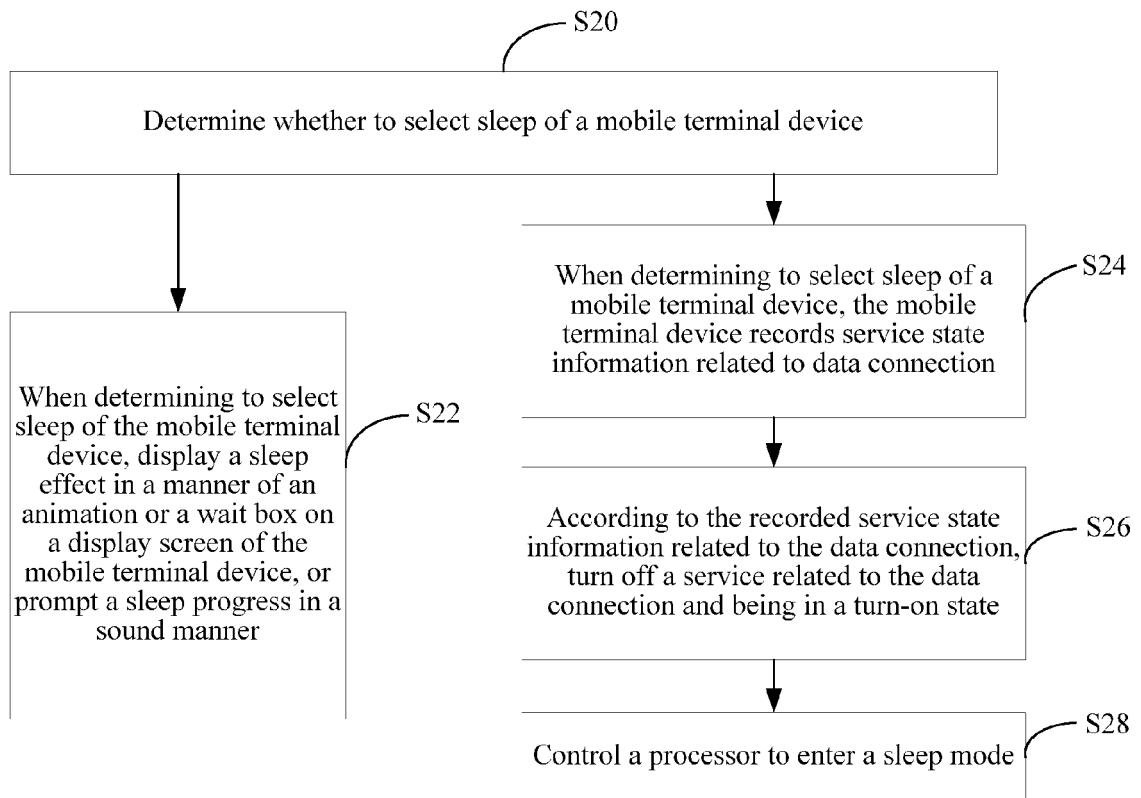 S20
Determine whether to select sleep of a mobile terminal device
When determining to select sleep of a
mobile terminal device, the mobile
terminal device records service state
information related to data connection
S24
When determining to select
sleep of the mobile terminal
device, display a sleep
effect in a manner of an
animation or a wait box on
a display screen of the
mobile terminal device, or
prompt a sleep progress in a
sound manner
S22
According to the recorded service state
information related to the data connection,
turn off a service related to the data
connection and being in a turn-on state
S26
Control a processor to enter a sleep mode
S28